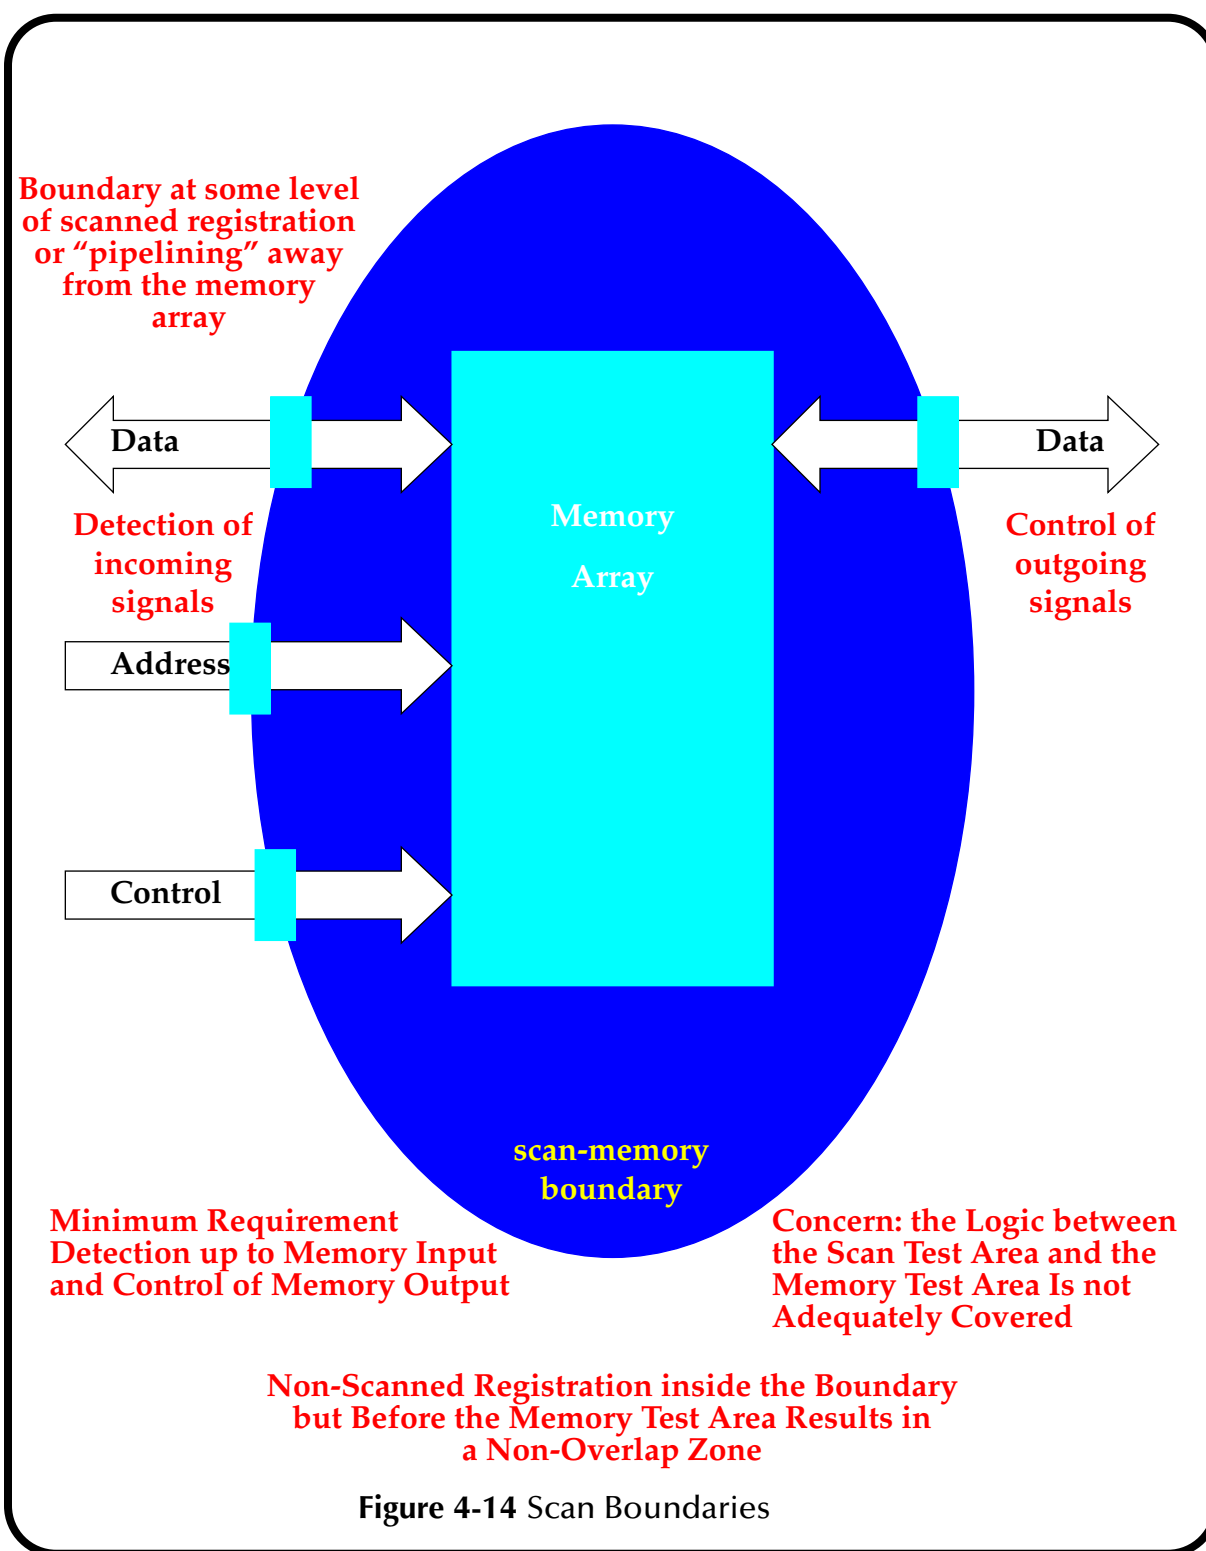 Boundary at some level
of scanned registration
or “pipelining” away
from the memory
array
Data
Data
Memory
Array
Detection of
incoming
signals
Control of
outgoing
signals
Address
Control
scan-memory
boundary
Minimum Requirement
Detection up to Memory Input
and Control of Memory Output
Concern: the Logic between
the Scan Test Area and the
Memory Test Area Is not
Adequately Covered
Non-Scanned Registration inside the Boundary
but Before the Memory Test Area Results in
a Non-Overlap Zone
Figure 4-14 Scan Boundaries